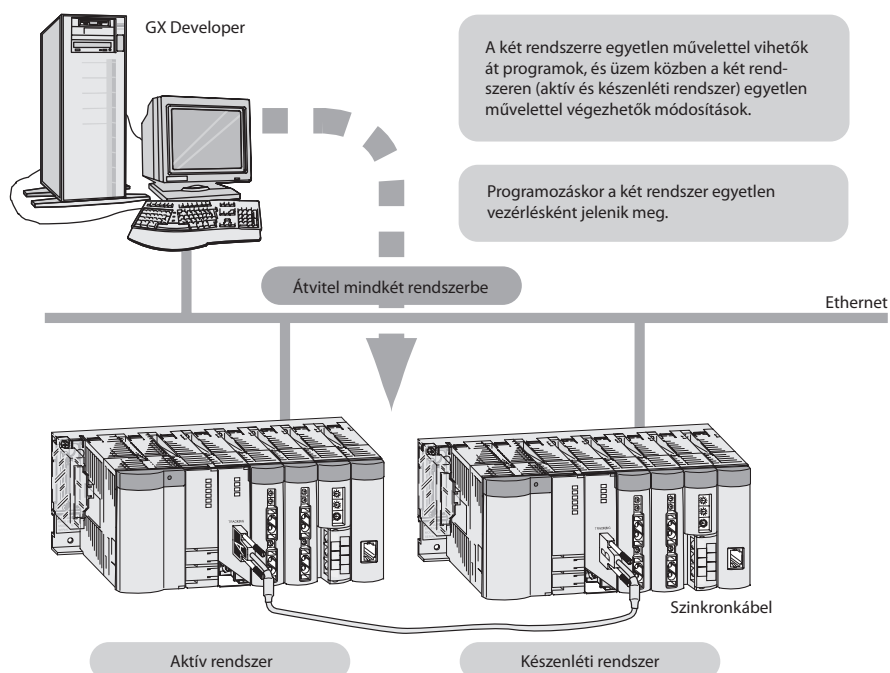 GX Developer
A két rendszerre egyetlen művelettel vihetők
át programok, és üzem közben a két rend-
szeren (aktív és készenléti rendszer) egyetlen
művelettel végezhetők módosítások.
Programozáskor a két rendszer egyetlen
vezérlésként jelenik meg.
Átvitel mindkét rendszerbe
Ethernet
TRACKING
TRACKING
Szinkronkábel
Aktív rendszer
Készenléti rendszer